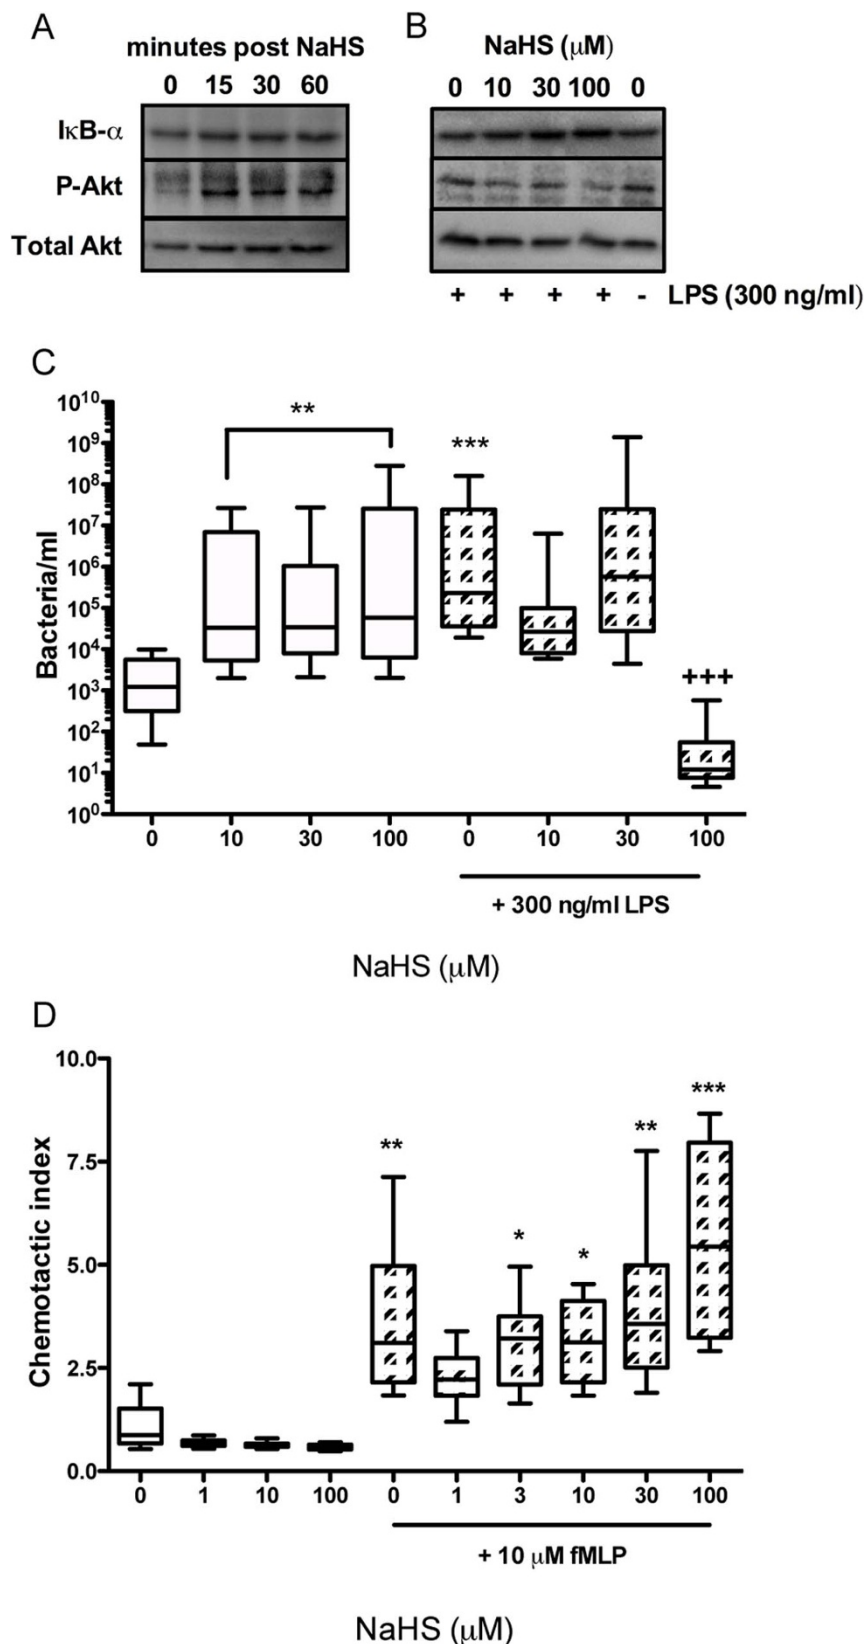 A
minutes post NaHS
0 15 30 60
IκB-α
P-Akt
Total Akt
B
NaHS (μM)
0 10 30 100 0
+ + + + - LPS (300 ng/ml)
C
Bacteria/ml
10^10
10^9
10^8
10^7
10^6
10^5
10^4
10^3
10^2
10^1
10^0
**
***
+++
0 10 30 100 0 10 30 100
+ 300 ng/ml LPS
NaHS (μM)
D
Chemotactic index
10.0
7.5
5.0
2.5
0.0
**
*
*
**
***
0 1 10 100 0 1 3 10 30 100
+ 10 μM fMLP
NaHS (μM)